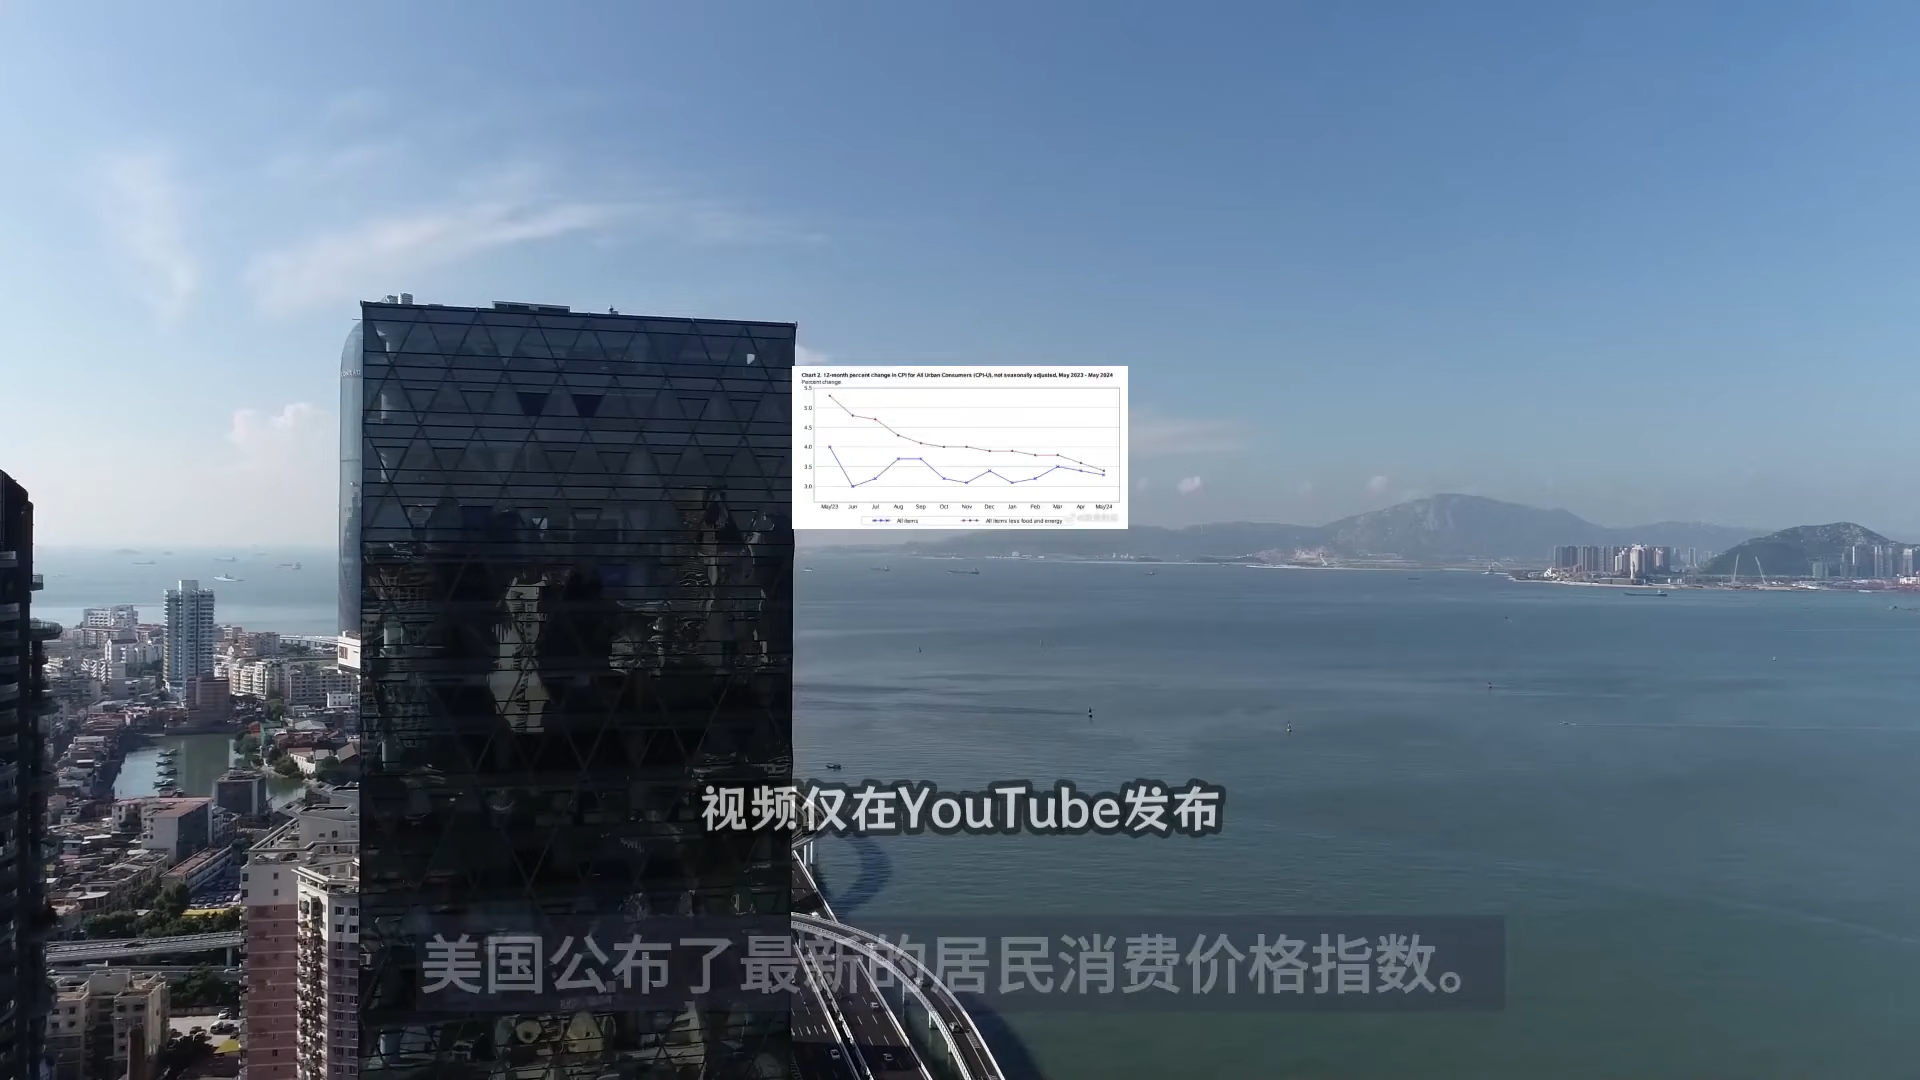 Chart 2. 12-month percent change in CPI for All Urban Consumers (CPI-U), not seasonally adjusted, May 2023 - May 2024
Percent change
5.5
5.0
4.5
4.0
3.5
3.0
May'23 Jun Jul Aug Sep Oct Nov Dec Jan Feb Mar Apr May'24
All items All items less food and energy
视频仅在YouTube发布
美国公布了最新的居民消费价格指数。